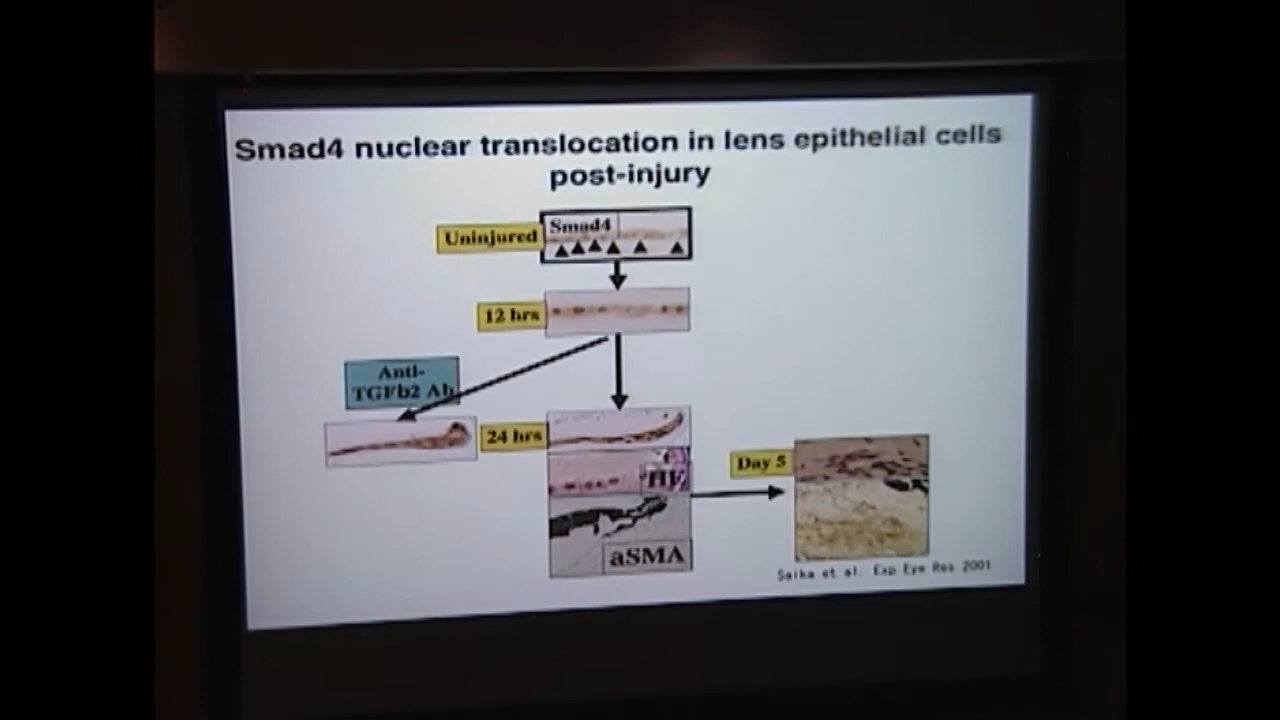 Smad4 nuclear translocation in lens epithelial cells
post-injury
Uninjured
Smad4
12 hrs
Anti-
TGFb2 Ab
24 hrs
HE
Day 5
aSMA
Saika et al. Exp Eye Res 2001